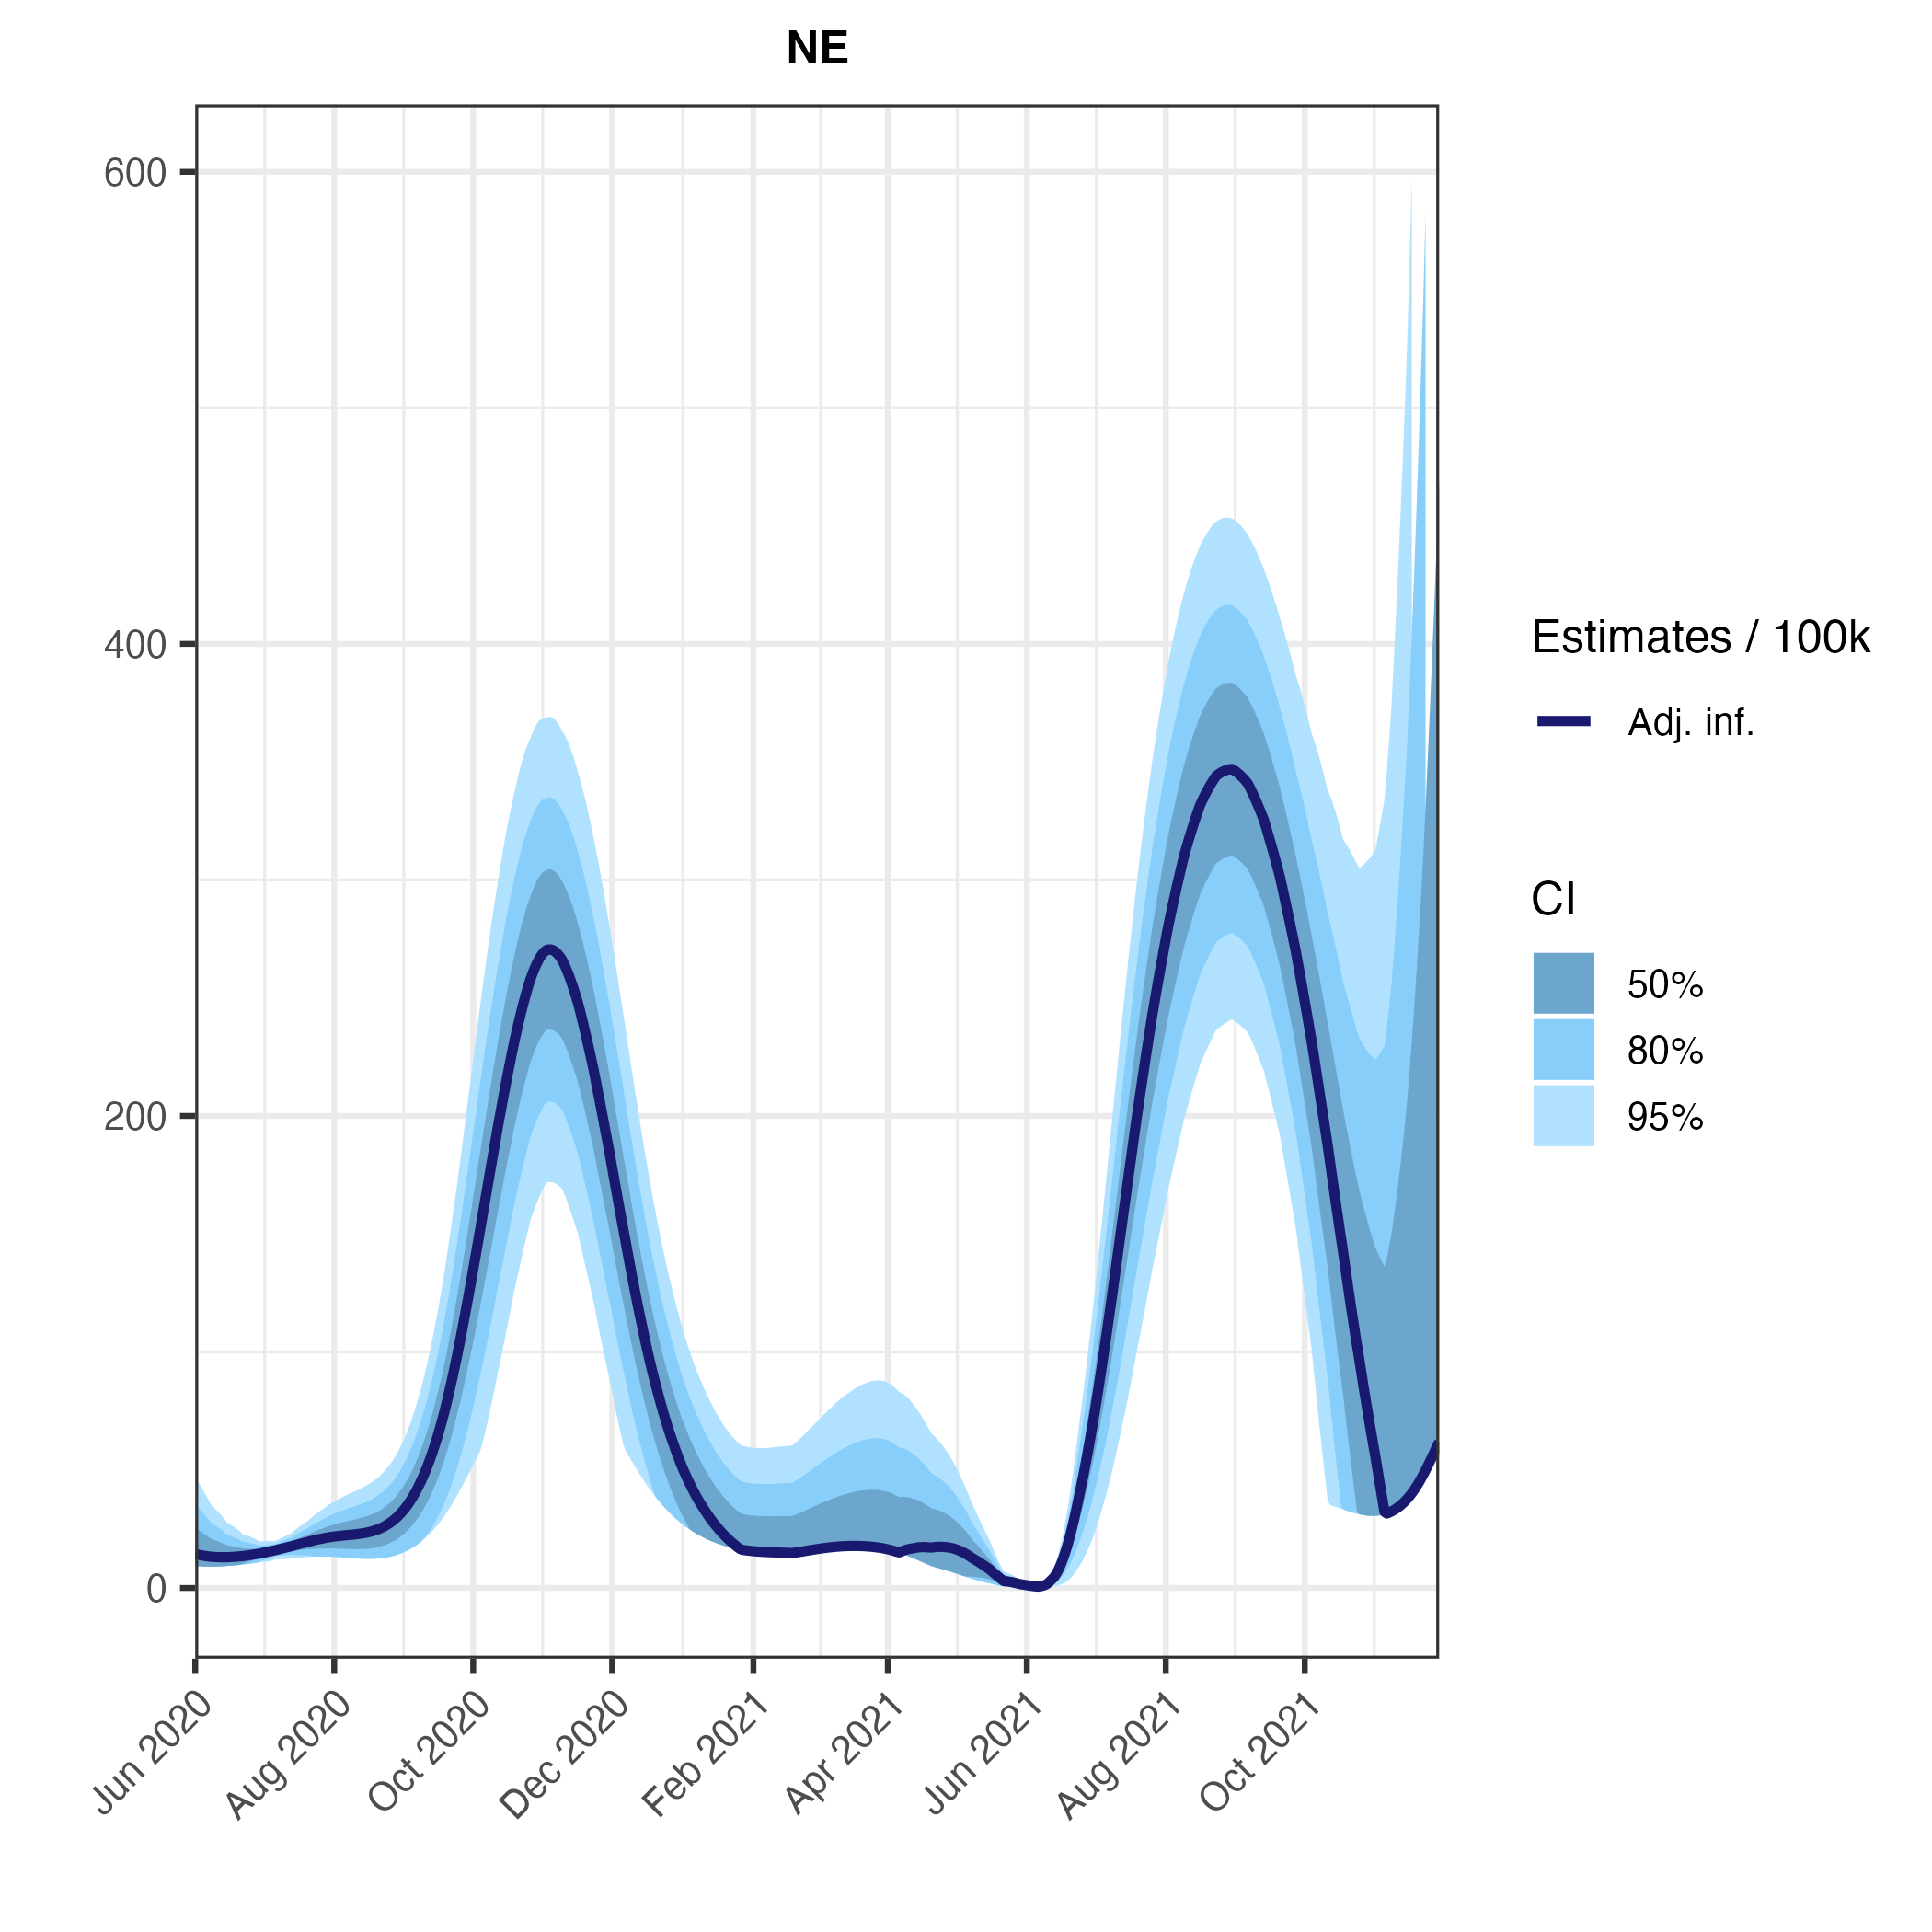 NE
600
400
200
0
Jun 2020
Aug 2020
Oct 2020
Dec 2020
Feb 2021
Apr 2021
Jun 2021
Aug 2021
Oct 2021
Estimates / 100k
Adj. inf.
CI
50%
80%
95%